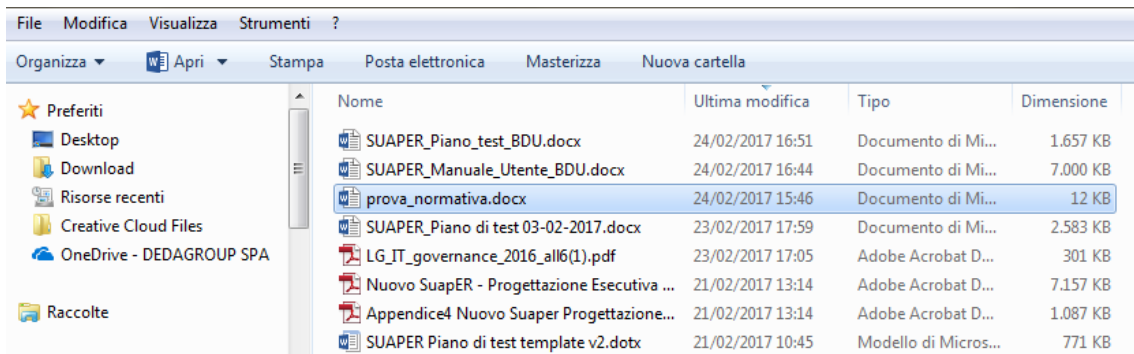 File Modifica Visualizza Strumenti ?
Organizza Apri Stampa Posta elettronica Masterizza Nuova cartella
Preferiti
Desktop
Download
Risorse recenti
Creative Cloud Files
OneDrive - DEDAGROUP SPA
Raccolte
Nome Ultima modifica Tipo Dimensione
SUAPER_Piano_test_BDU.docx 24/02/2017 16:51 Documento di Mi... 1.657 KB
SUAPER_Manuale_Utente_BDU.docx 24/02/2017 16:44 Documento di Mi... 7.000 KB
prova_normativa.docx 24/02/2017 15:46 Documento di Mi... 12 KB
SUAPER_Piano di test 03-02-2017.docx 23/02/2017 17:59 Documento di Mi... 2.583 KB
LG_IT_governance_2016_all6(1).pdf 23/02/2017 17:05 Adobe Acrobat D... 301 KB
Nuovo SuapER - Progettazione Esecutiva ... 21/02/2017 13:14 Adobe Acrobat D... 7.157 KB
Appendice4 Nuovo Suaper Progettazione... 21/02/2017 13:14 Adobe Acrobat D... 1.087 KB
SUAPER Piano di test template v2.dotx 21/02/2017 10:45 Modello di Micros... 771 KB